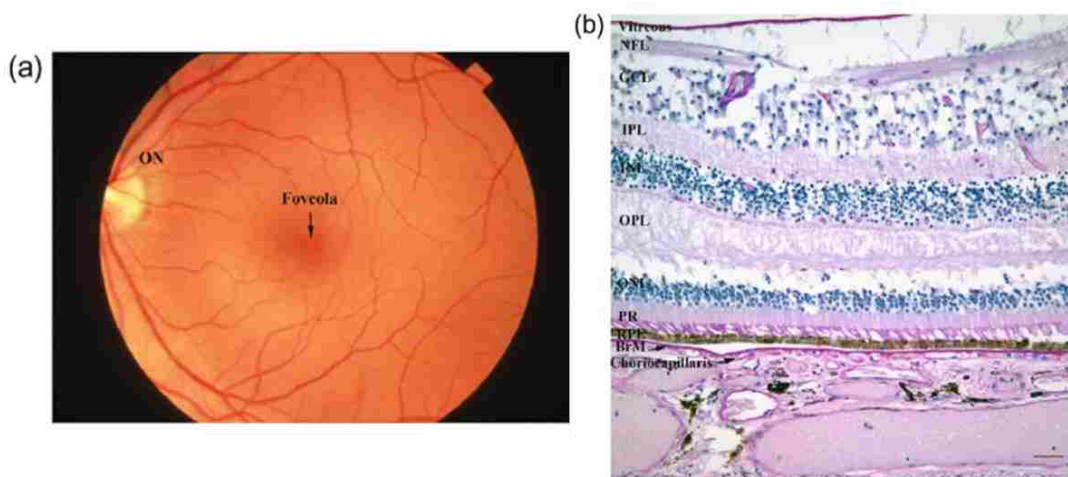 (a)
ON
Foveola
(b)
Vitreous
NFL
GCL
IPL
INL
OPL
ONL
PR
RPE
BrM
Choriocapillaris